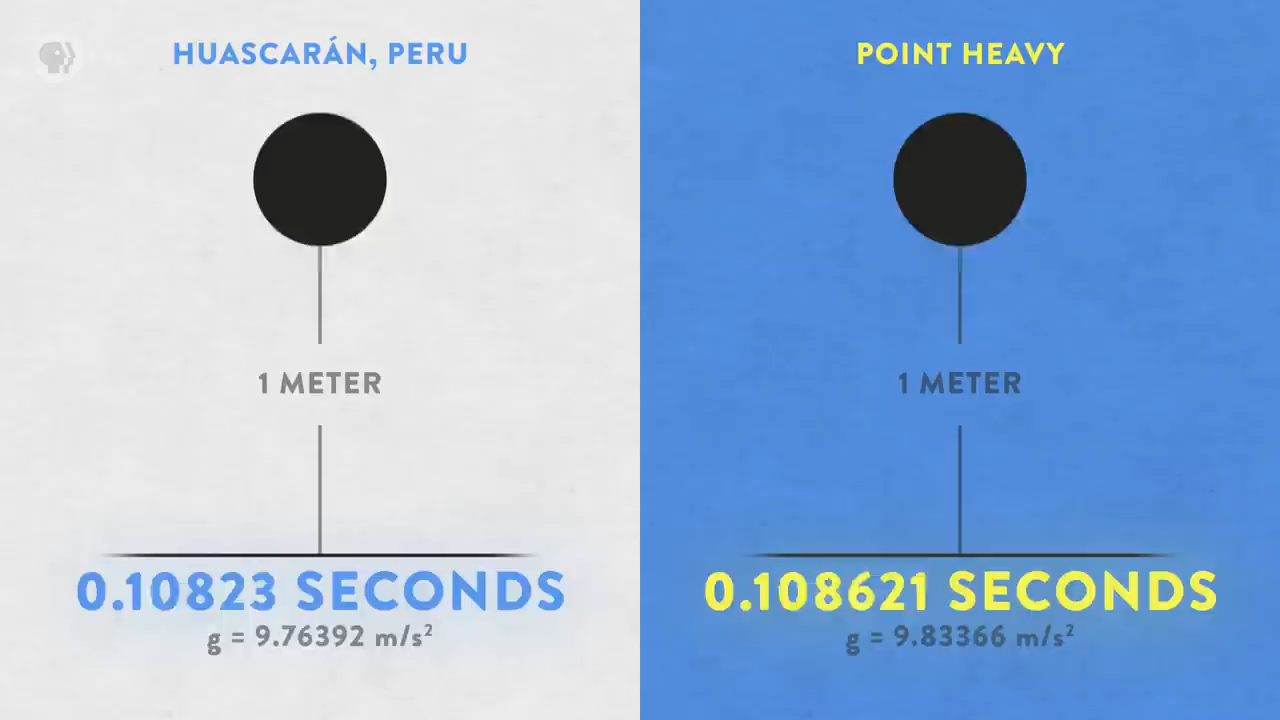 HUASCARÁN, PERU
1 METER
0.10823 SECONDS
g = 9.76392 m/s²
POINT HEAVY
1 METER
0.108621 SECONDS
g = 9.83366 m/s²